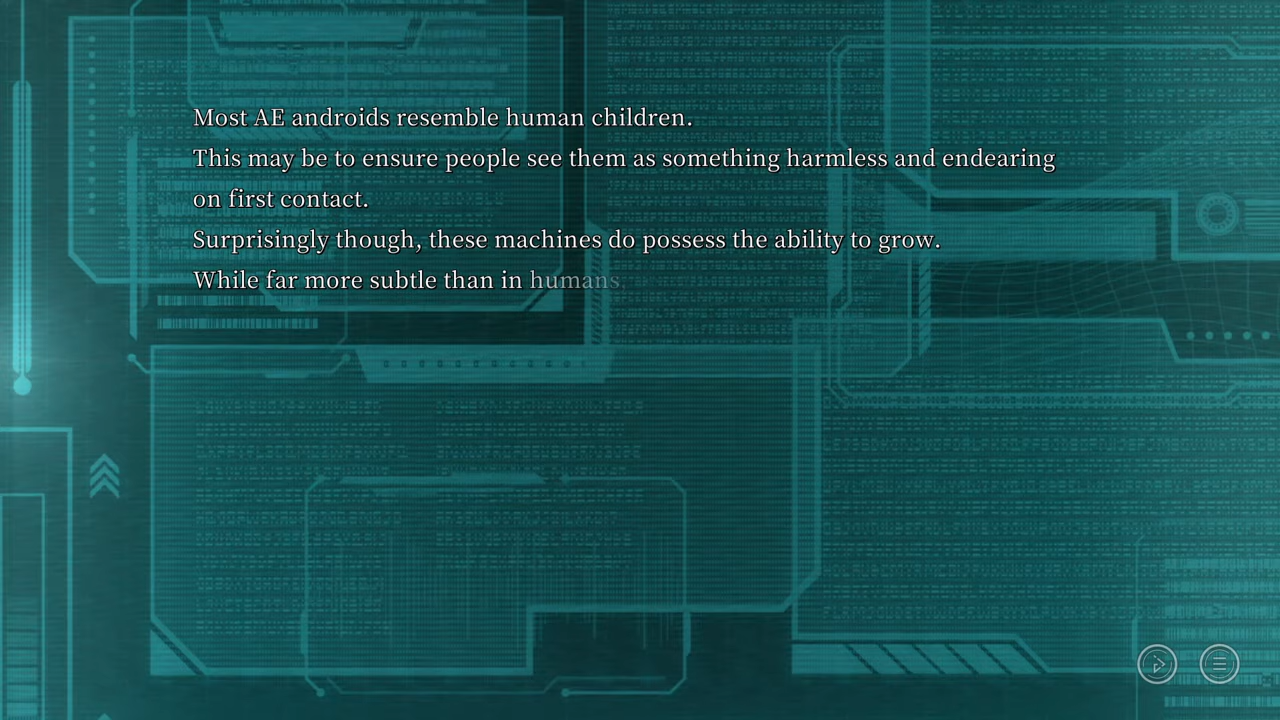 Most AE androids resemble human children.
This may be to ensure people see them as something harmless and endearing
on first contact.
Surprisingly though, these machines do possess the ability to grow.
While far more subtle than in humans,